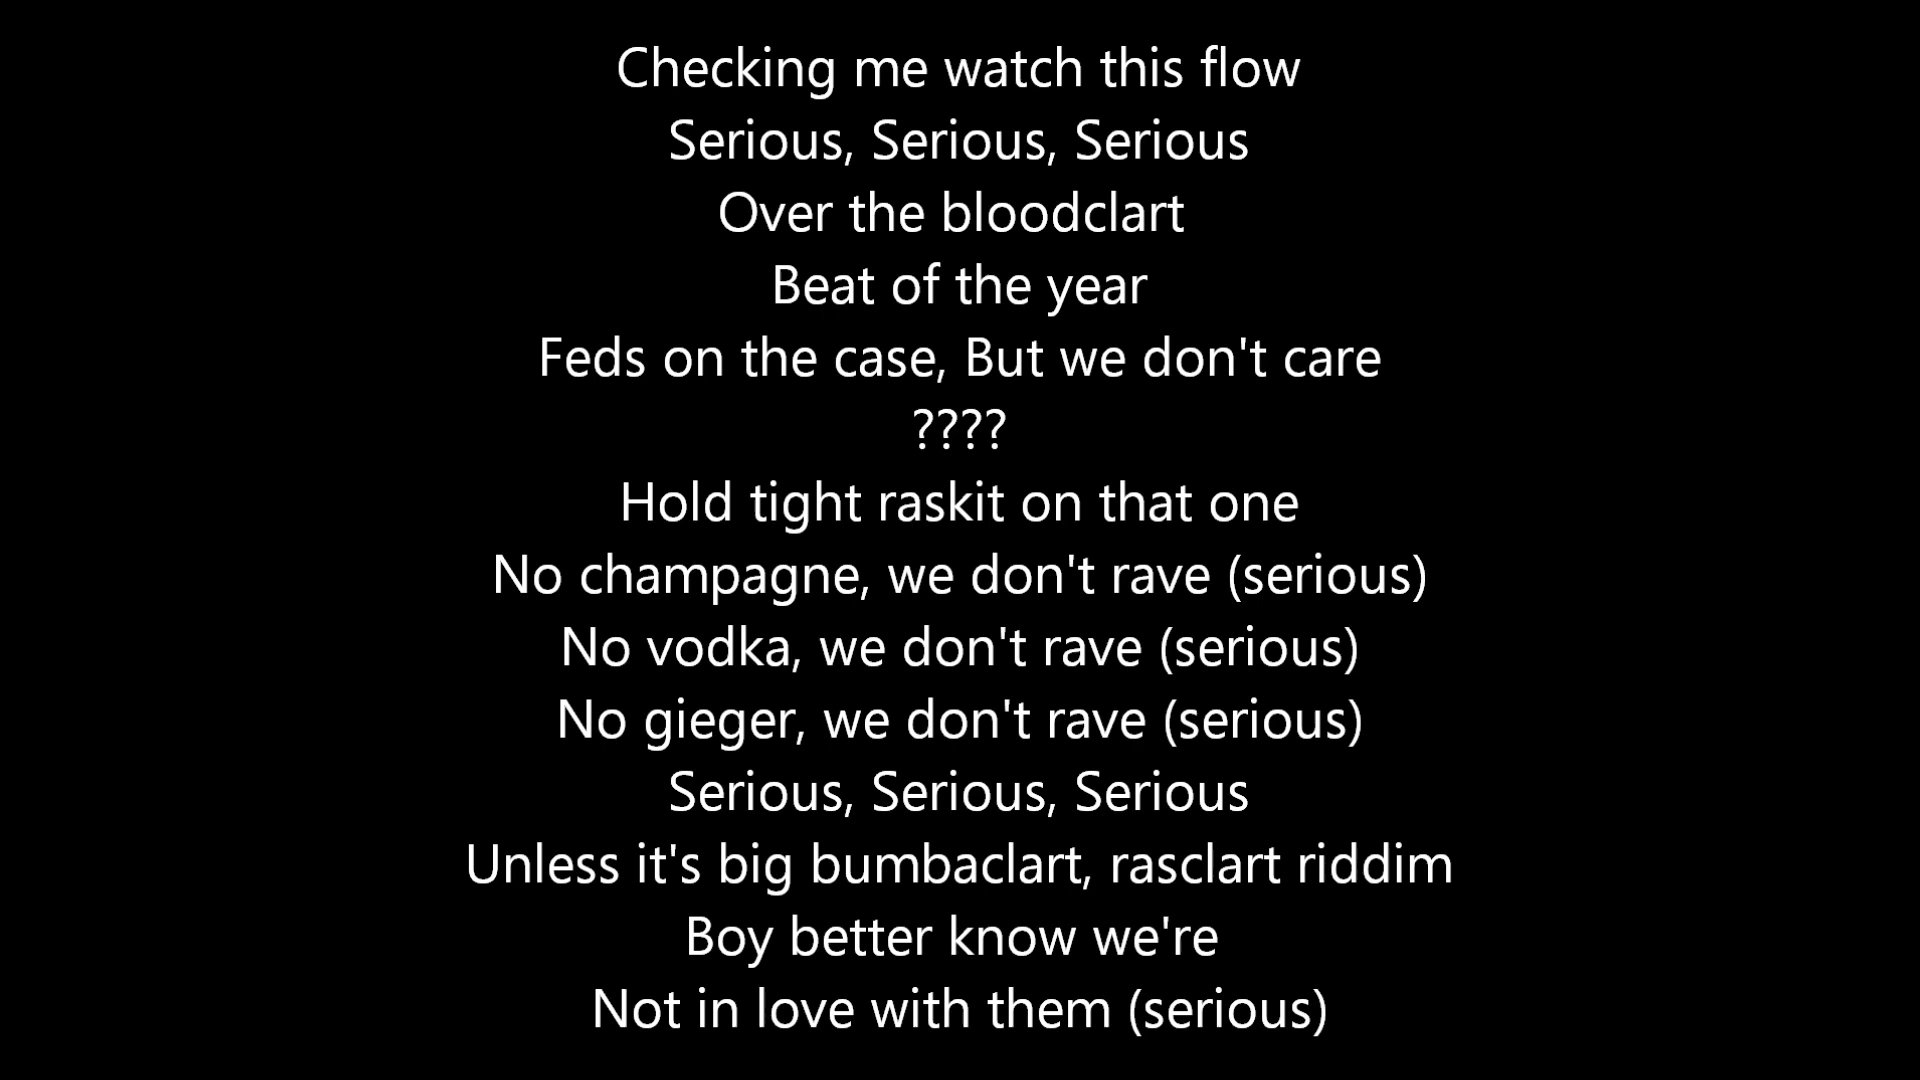 Checking me watch this flow
Serious, Serious, Serious
Over the bloodclart
Beat of the year
Feds on the case, But we don't care
????
Hold tight raskit on that one
No champagne, we don't rave (serious)
No vodka, we don't rave (serious)
No gieger, we don't rave (serious)
Serious, Serious, Serious
Unless it's big bumbaclart, rasclart riddim
Boy better know we're
Not in love with them (serious)